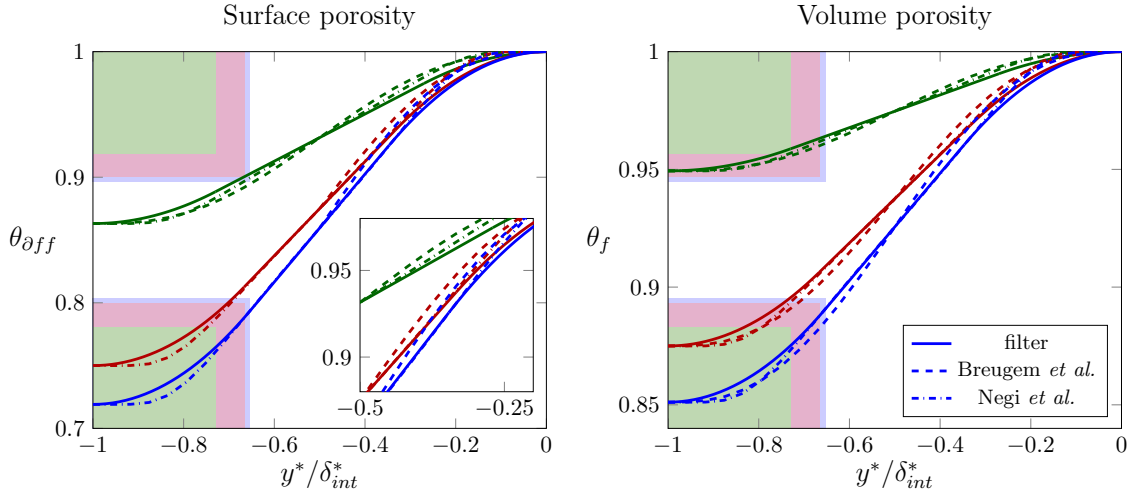 Surface porosity
Volume porosity
1
0.9
0.8
0.7
θ∂ff
−1
−0.8
−0.6
−0.4
−0.2
0
y*/δ*int
0.95
0.9
−0.5
−0.25
1
0.95
0.9
0.85
θf
−1
−0.8
−0.6
−0.4
−0.2
0
y*/δ*int
filter
Breugem et al.
Negi et al.